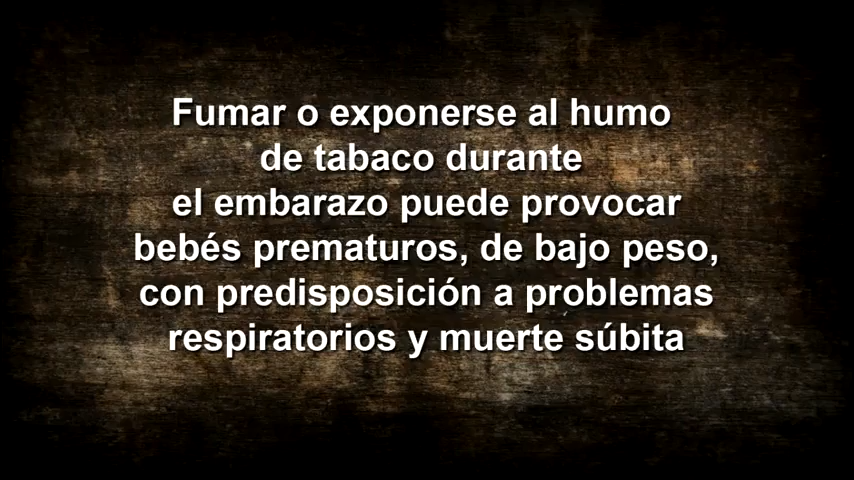 Fumar o exponerse al humo
de tabaco durante
el embarazo puede provocar
bebés prematuros, de bajo peso,
con predisposición a problemas
respiratorios y muerte súbita